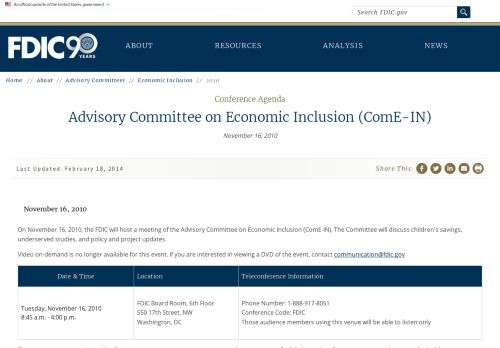 An official website of the United States government
Search FDIC.gov
FDIC 90 YEARS
ABOUT RESOURCES ANALYSIS NEWS
Home // About // Advisory Committees // Economic Inclusion // 2010
Conference Agenda
Advisory Committee on Economic Inclusion (ComE-IN)
November 16, 2010
Last Updated: February 18, 2014
Share This:
November 16, 2010
On November 16, 2010, the FDIC will host a meeting of the Advisory Committee on Economic Inclusion (ComE-IN). The Committee will discuss children's savings,
underserved studies, and policy and project updates.
Video on-demand is no longer available for this event. If you are interested in viewing a DVD of the event, contact communication@fdic.gov
Date & Time Location Teleconference Information
Tuesday, November 16, 2010
8:45 a.m. - 4:00 p.m.
FDIC Board Room, 6th Floor
550 17th Street, NW
Washington, DC
Phone Number: 1-888-917-8051
Conference Code: FDIC
Those audience members using this venue will be able to listen only